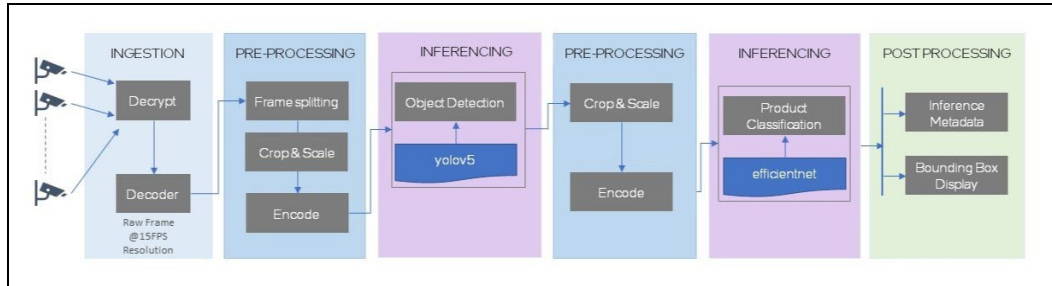 INGESTION
Decrypt
Decoder
Raw Frame
@15FPS
Resolution
PRE-PROCESSING
Frame splitting
Crop & Scale
Encode
INFERENCING
Object Detection
yolov5
PRE-PROCESSING
Crop & Scale
Encode
INFERENCING
Product
Classification
efficientnet
POST PROCESSING
Inference
Metadata
Bounding Box
Display